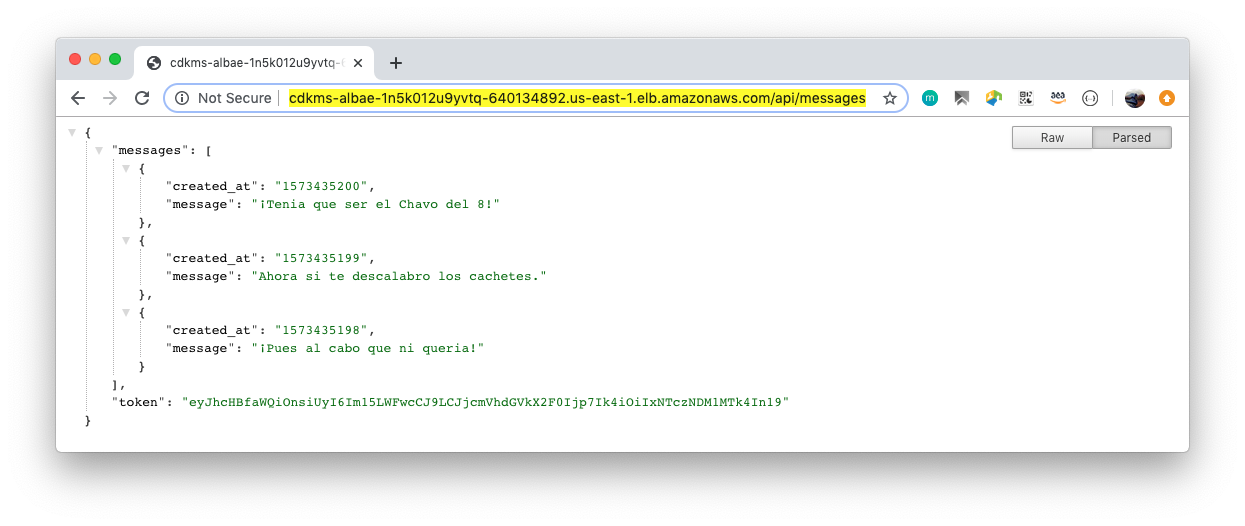 cdkms-albae-1n5k012u9yvtq-6
Not Secure | cdkms-albae-1n5k012u9yvtq-640134892.us-east-1.elb.amazonaws.com/api/messages
Raw Parsed
{
"messages": [
{
"created_at": "1573435200",
"message": "¡Tenia que ser el Chavo del 8!"
},
{
"created_at": "1573435199",
"message": "Ahora si te descalabro los cachetes."
},
{
"created_at": "1573435198",
"message": "¡Pues al cabo que ni queria!"
}
],
"token": "eyJhcHBfaWQiOnsiUyI6Im15LWFwcCJ9LCJjcmVhdGVkX2F0Ijp7Ik4iOiIxNTczNDM1MTk4In19"
}